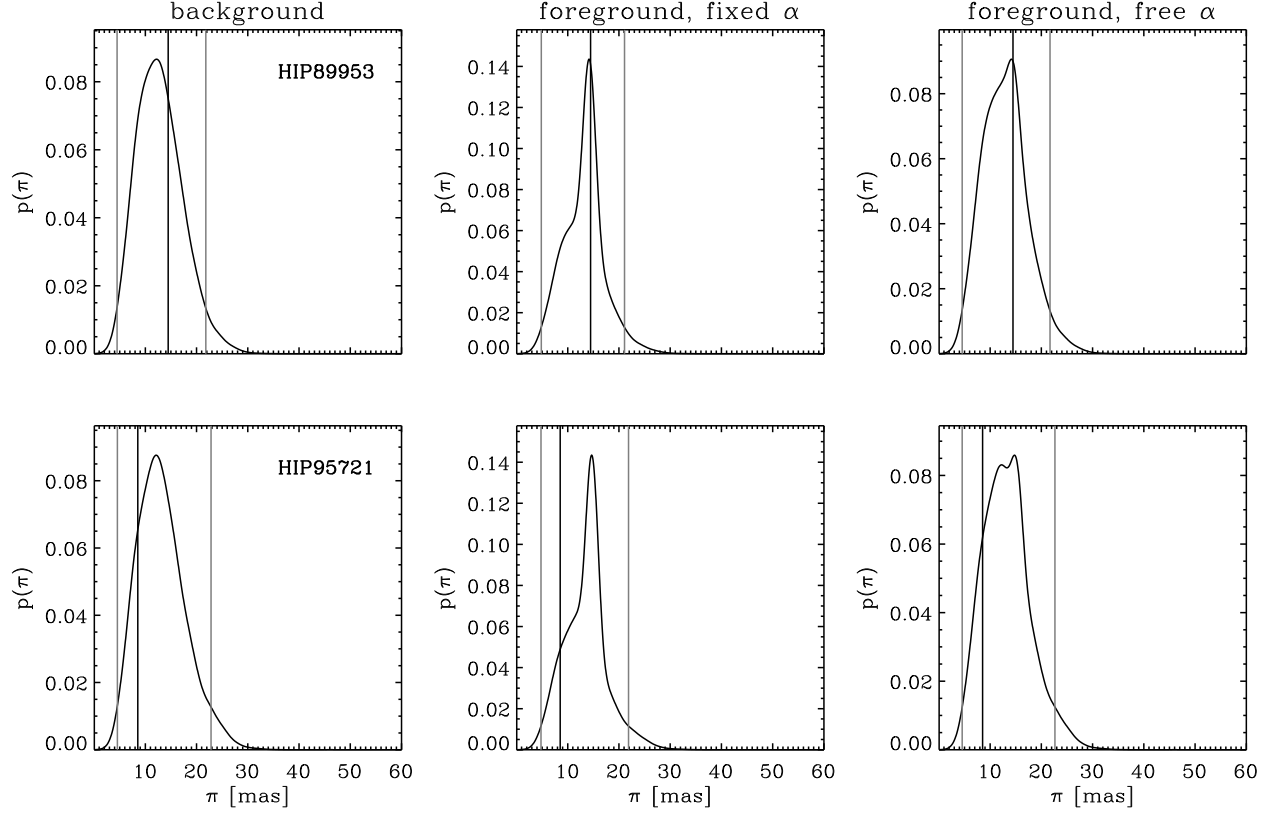 background foreground, fixed α foreground, free α
HIP89953
p(π) p(π) p(π)
0.08 0.06 0.04 0.02 0.00
0.14 0.12 0.10 0.08 0.06 0.04 0.02 0.00
0.08 0.06 0.04 0.02 0.00
HIP95721
p(π) p(π) p(π)
0.08 0.06 0.04 0.02 0.00
0.14 0.12 0.10 0.08 0.06 0.04 0.02 0.00
0.08 0.06 0.04 0.02 0.00
10 20 30 40 50 60 10 20 30 40 50 60 10 20 30 40 50 60
π [mas] π [mas] π [mas]